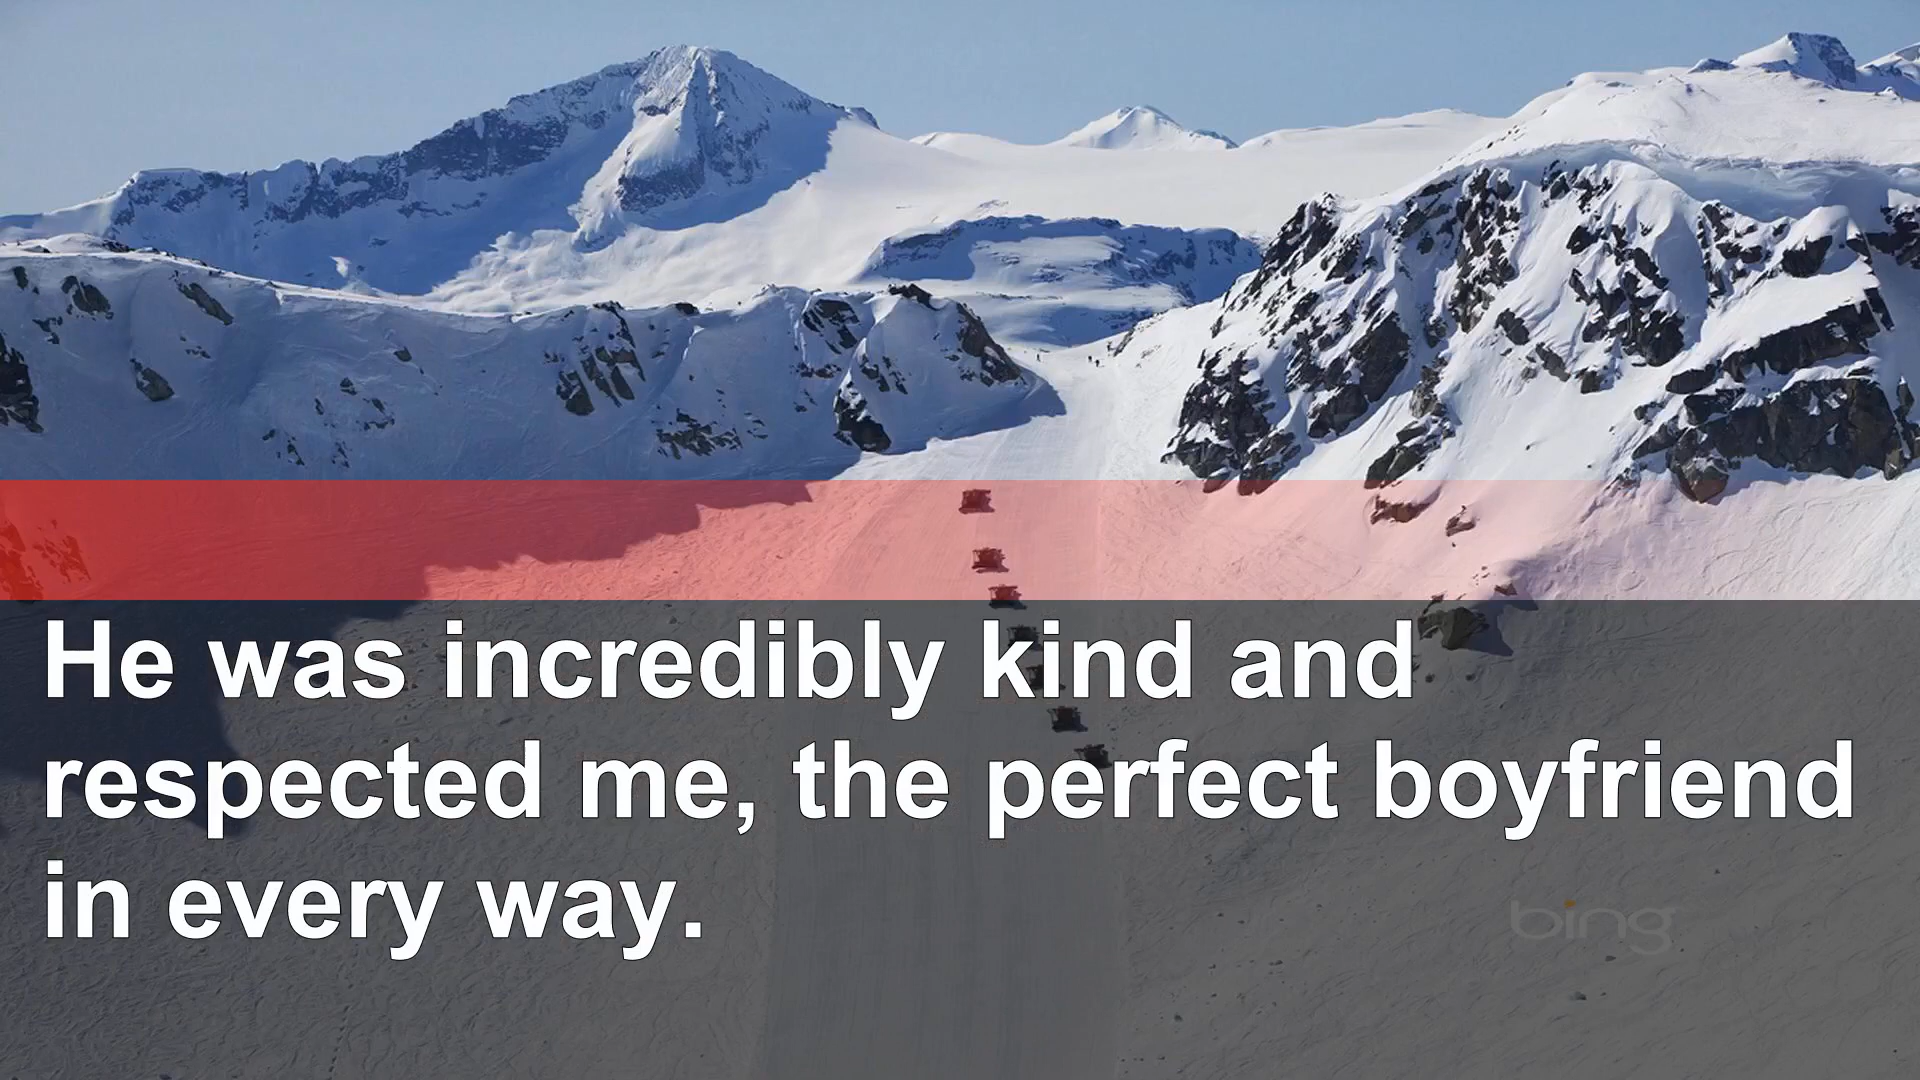 He was incredibly kind and
respected me, the perfect boyfriend
in every way.
bing